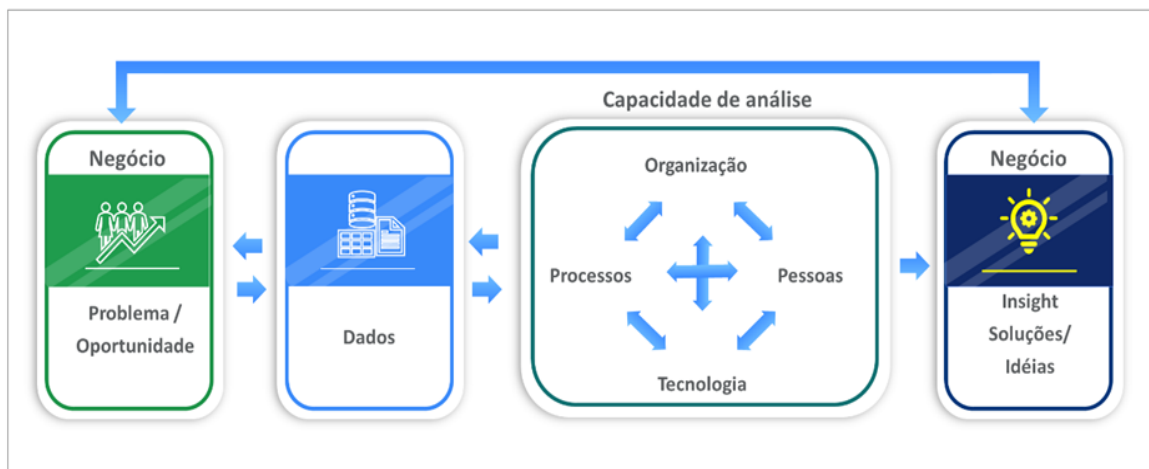 Capacidade de análise
Negócio
Problema /
Oportunidade
Dados
Organização
Processos
Pessoas
Tecnologia
Negócio
Insight
Soluções/
Idéias